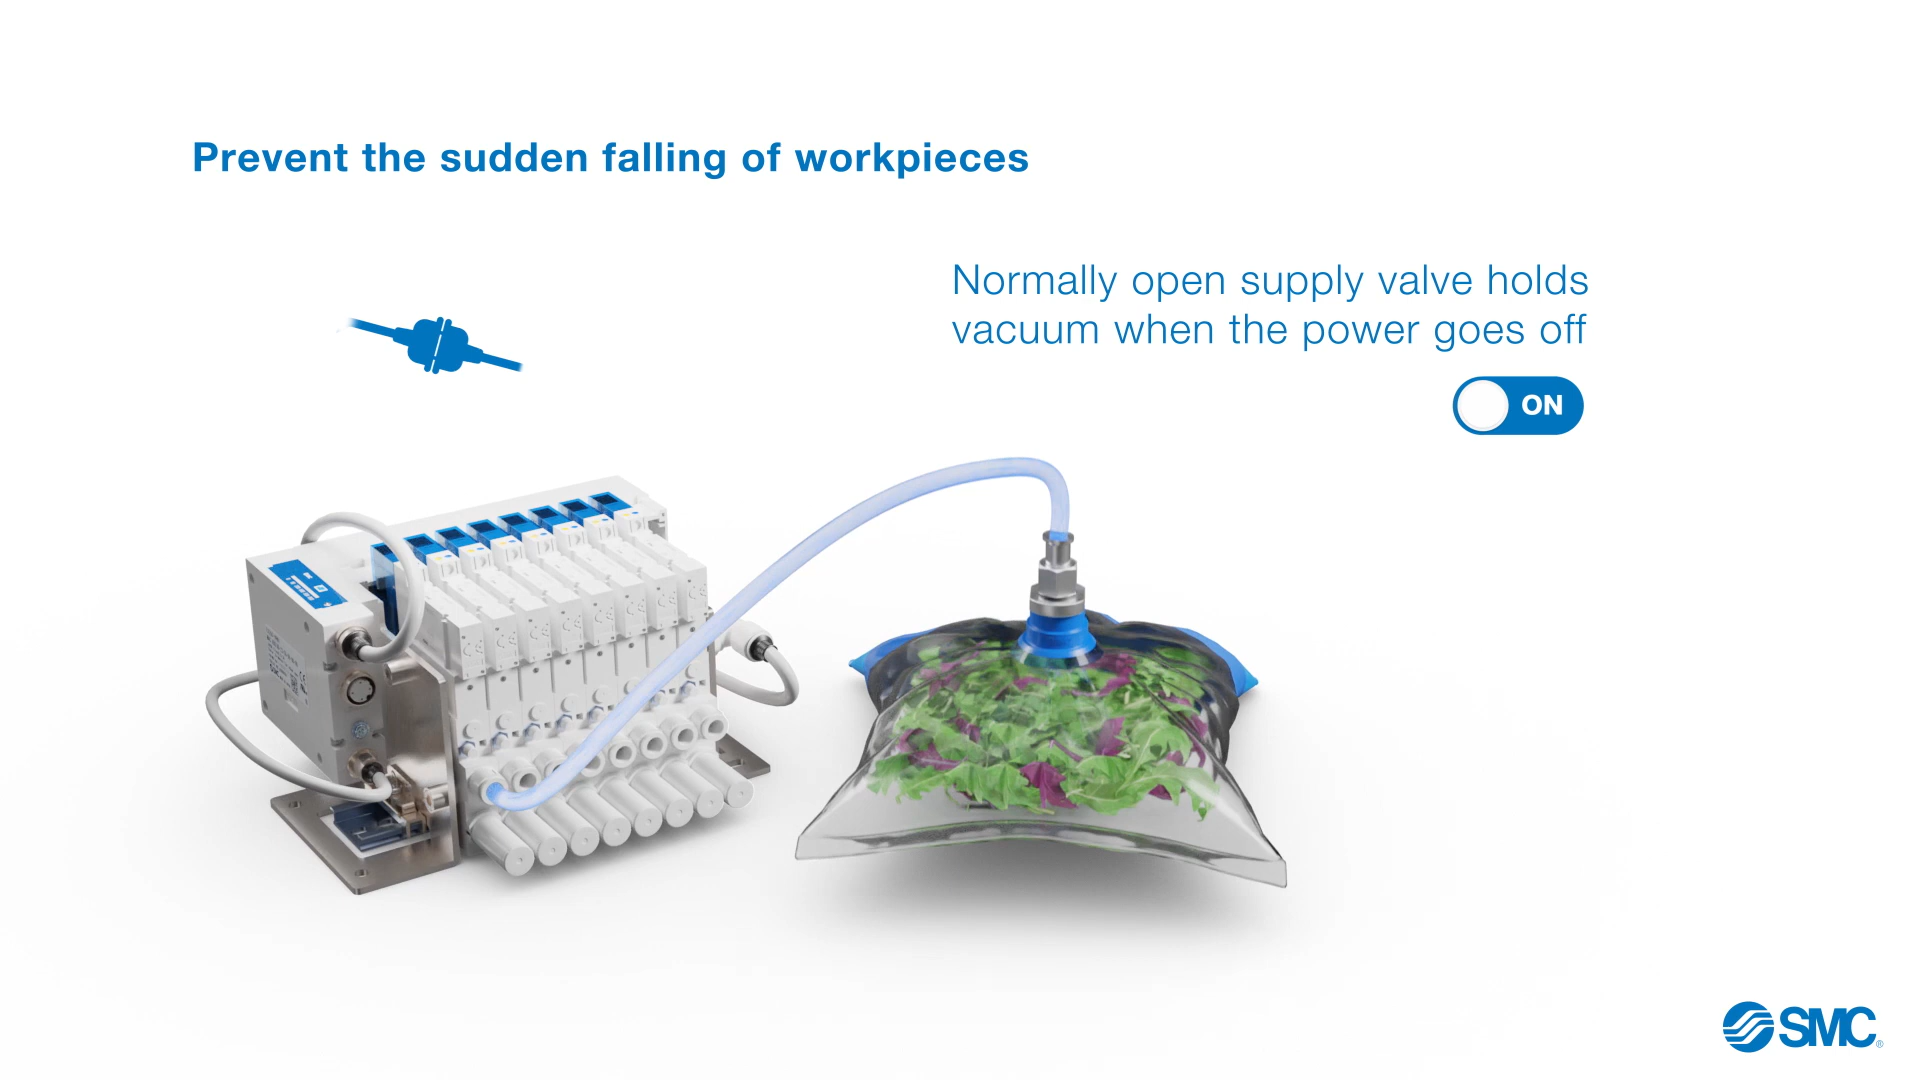 Prevent the sudden falling of workpieces
Normally open supply valve holds
vacuum when the power goes off
ON
SMC®